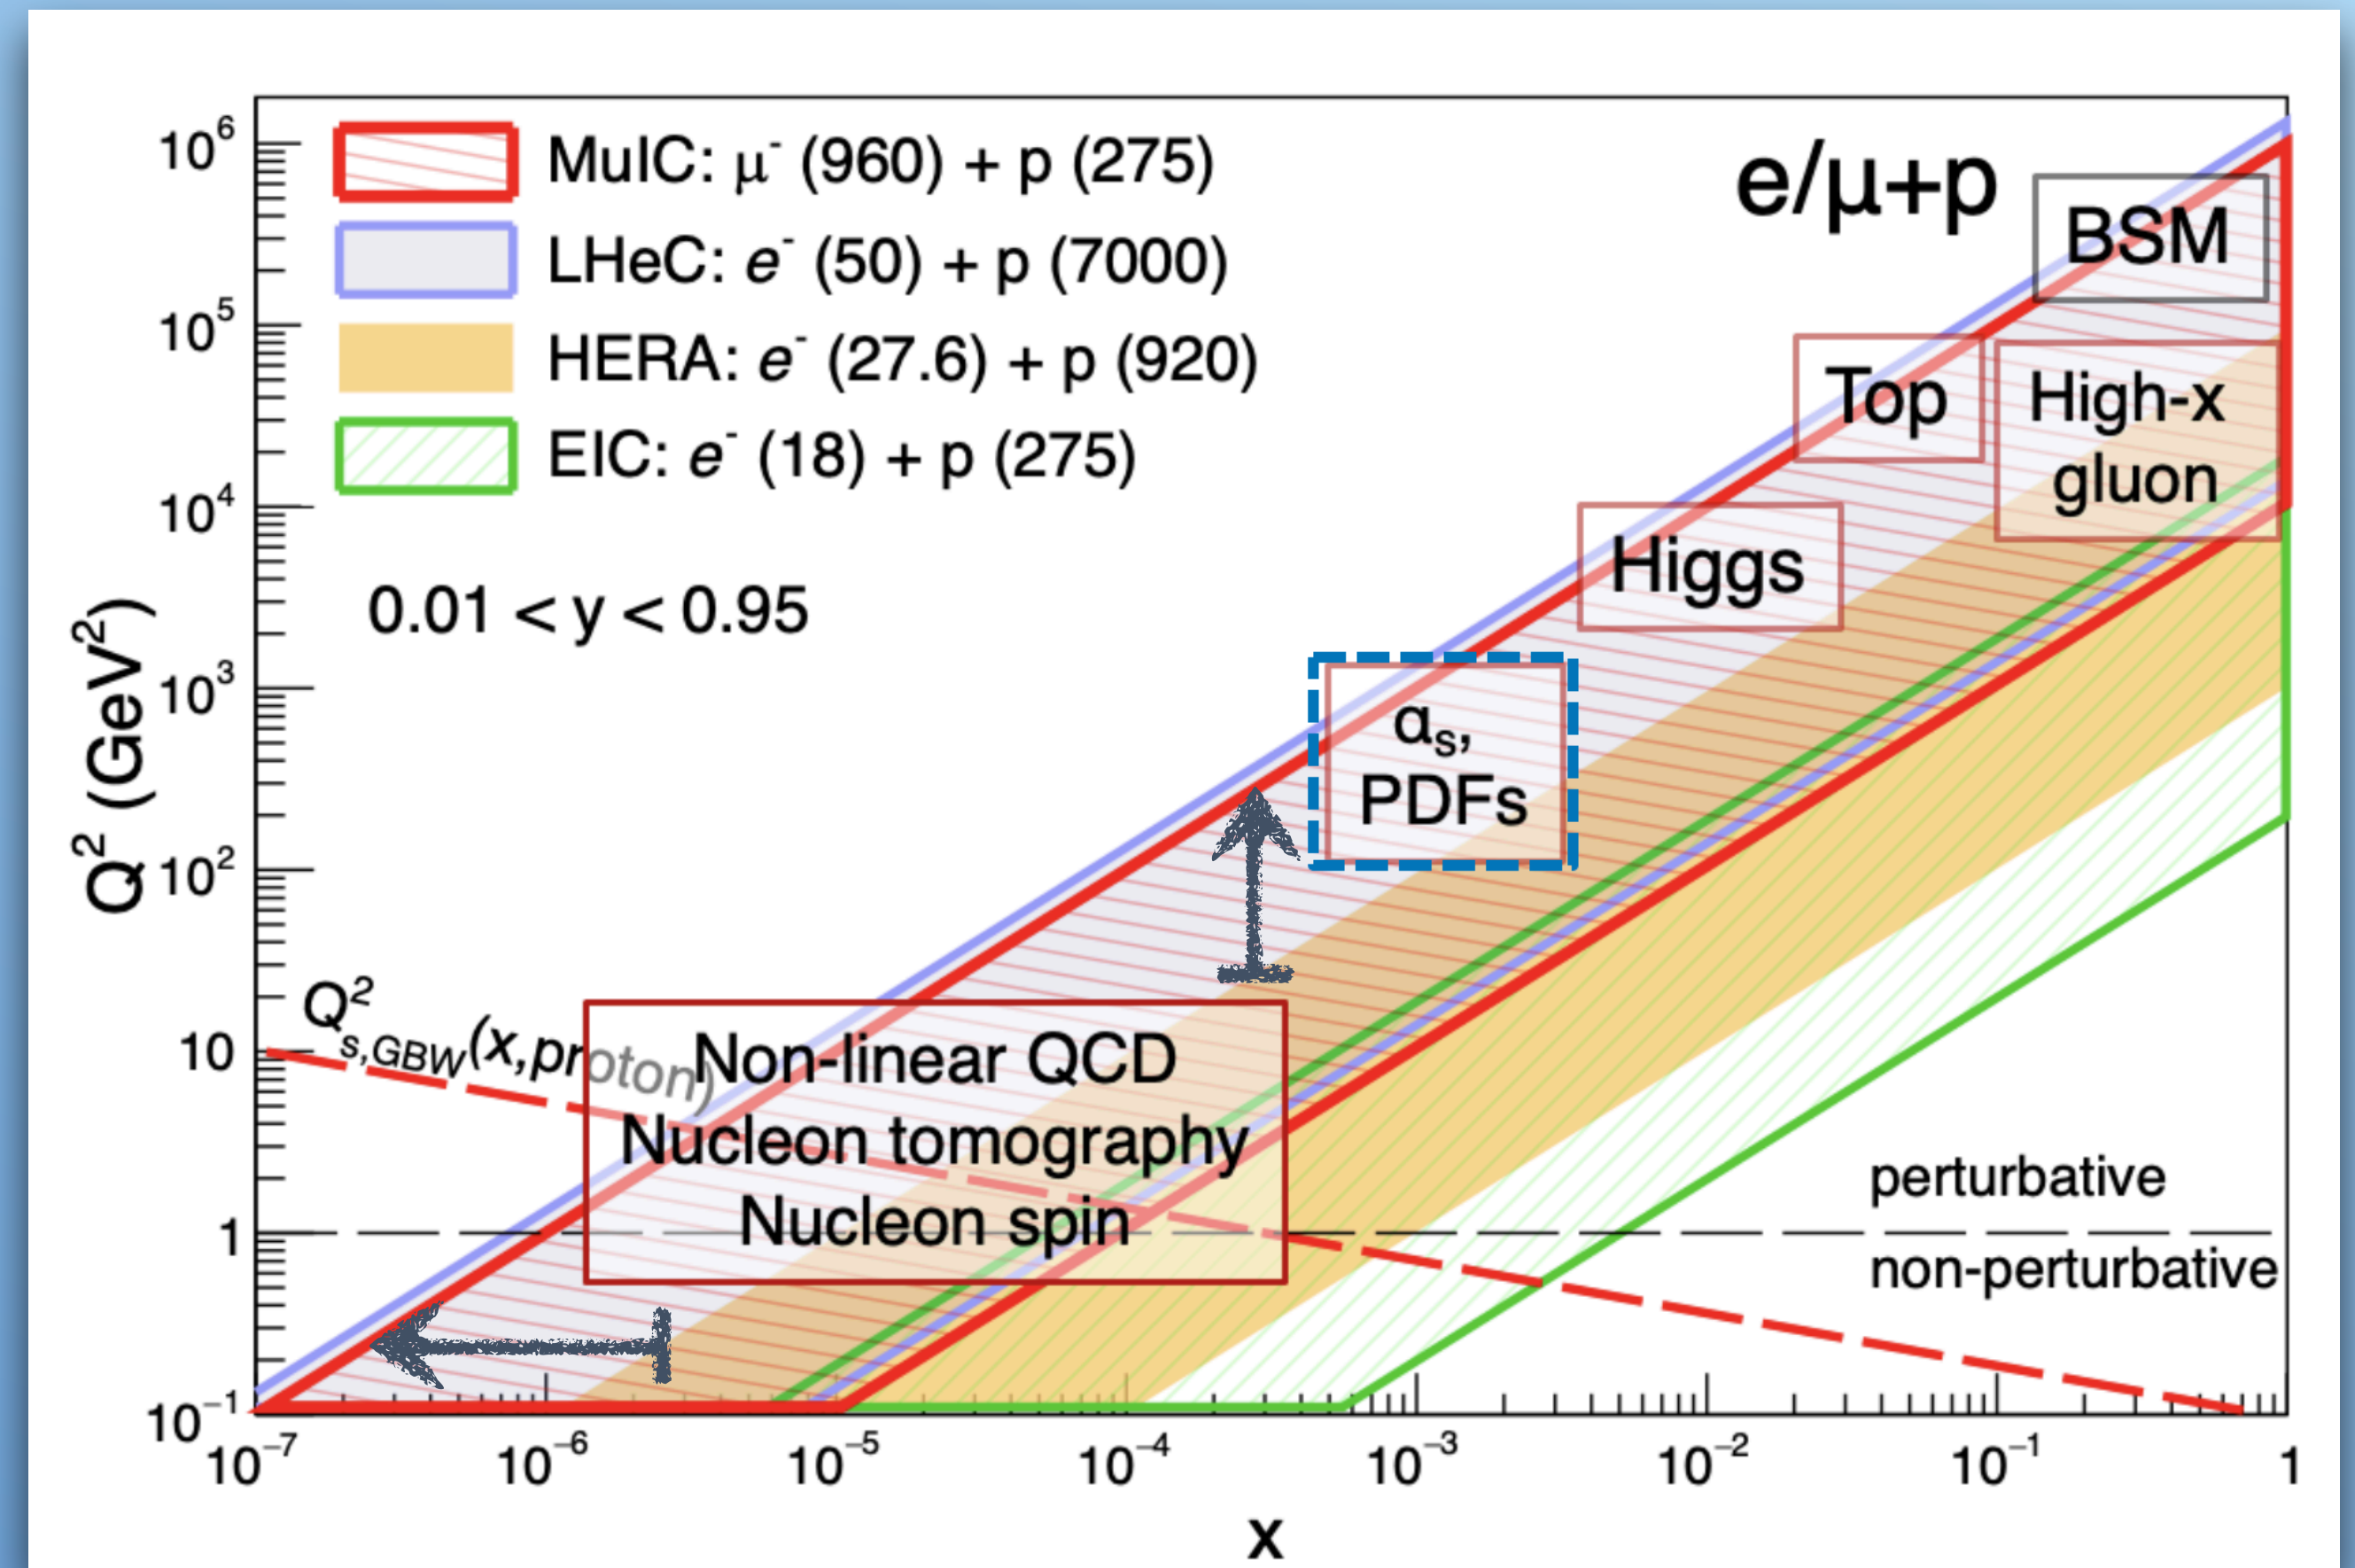 10⁶
10⁵
10⁴
10³
10²
10
1
10⁻¹
Q² (GeV²)
MuIC: μ⁻ (960) + p (275)
LHeC: e⁻ (50) + p (7000)
HERA: e⁻ (27.6) + p (920)
EIC: e⁻ (18) + p (275)
0.01 < y < 0.95
e/μ+p
BSM
Top
High-x
gluon
Higgs
αs,
PDFs
Q²s,GBW(x,proton)
Non-linear QCD
Nucleon tomography
Nucleon spin
perturbative
non-perturbative
10⁻⁷ 10⁻⁶ 10⁻⁵ 10⁻⁴ 10⁻³ 10⁻² 10⁻¹ 1
x